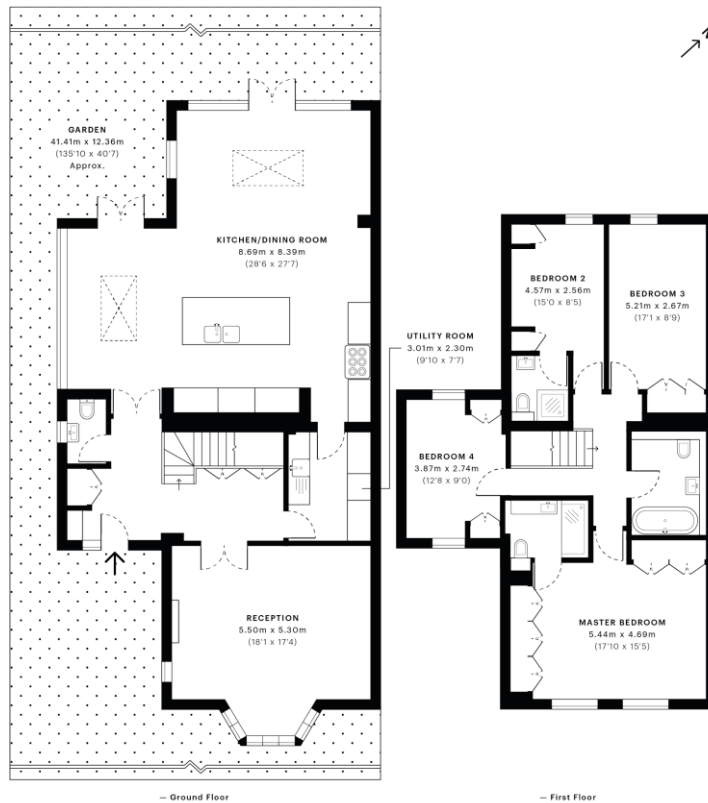 GARDEN
41.41m x 12.36m
(135'10 x 40'7)
Approx.
KITCHEN/DINING ROOM
8.69m x 8.39m
(28'6 x 27'7)
UTILITY ROOM
3.01m x 2.30m
(9'10 x 7'7)
RECEPTION
5.50m x 5.30m
(18'1 x 17'4)
— Ground Floor
BEDROOM 2
4.57m x 2.56m
(15'0 x 8'5)
BEDROOM 3
5.21m x 2.67m
(17'1 x 8'9)
BEDROOM 4
3.87m x 2.74m
(12'8 x 9'0)
MASTER BEDROOM
5.44m x 4.69m
(17'10 x 15'5)
— First Floor